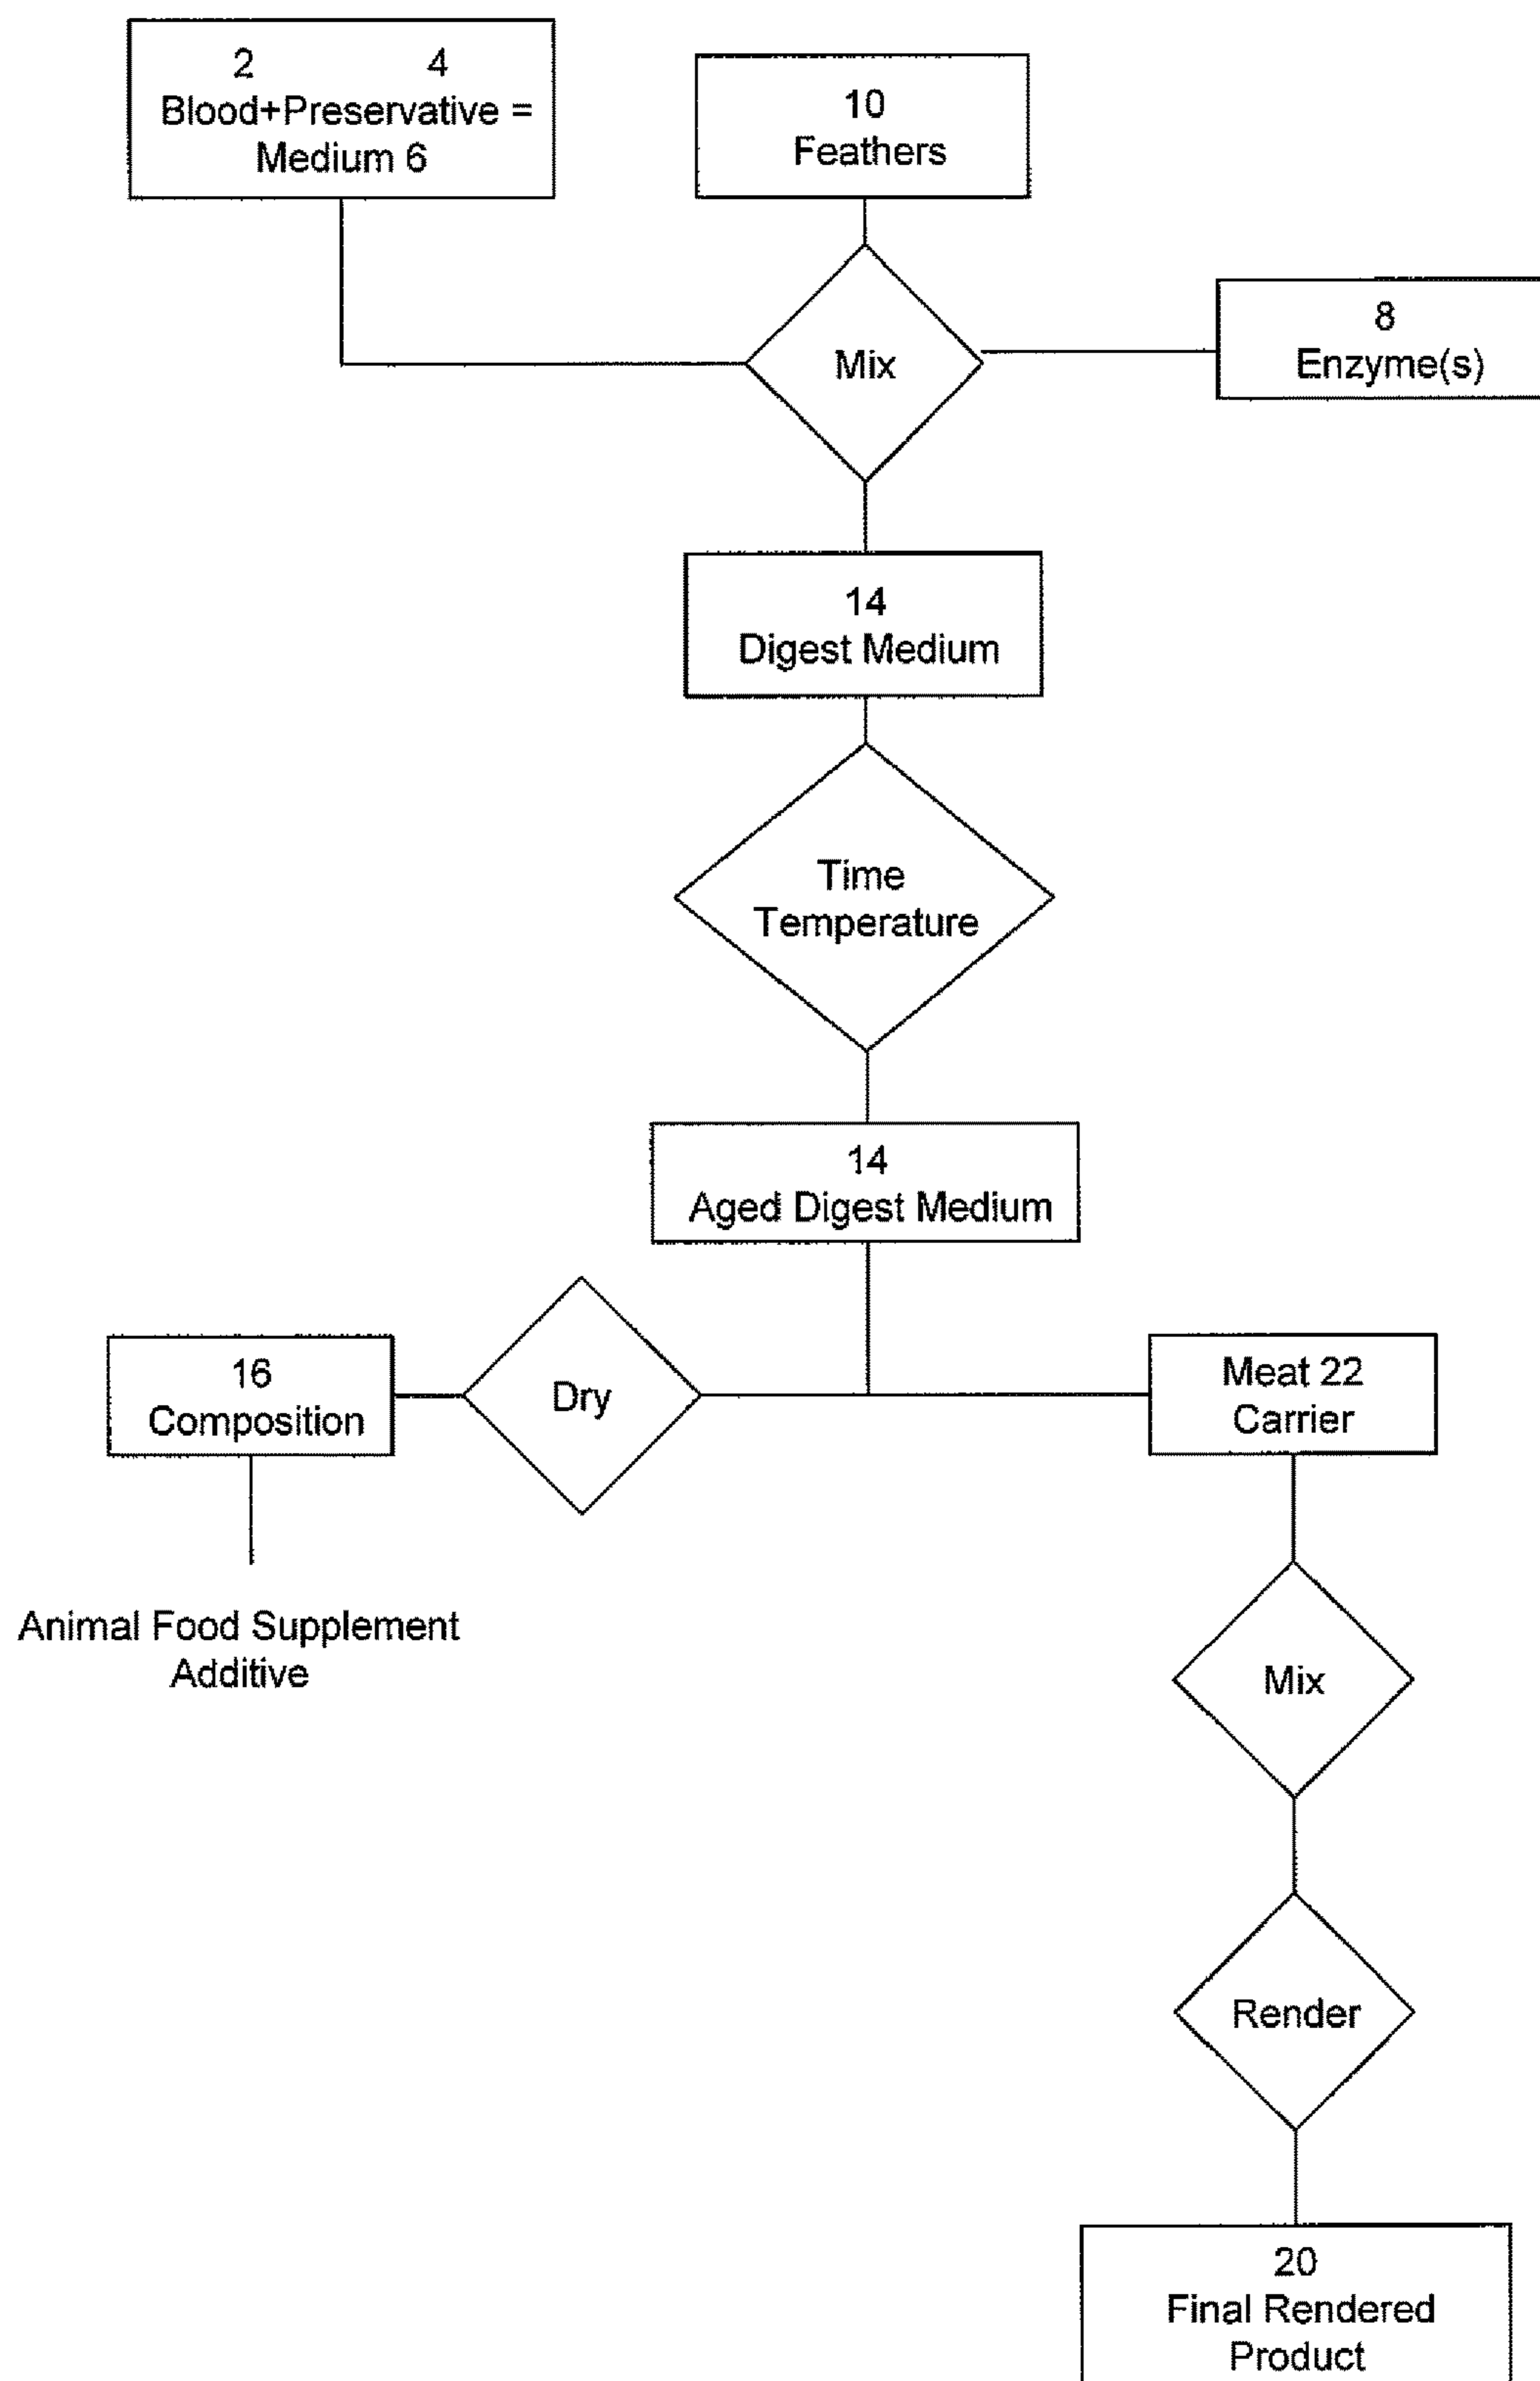 2 4
Blood+Preservative =
Medium 6
10
Feathers
8
Enzyme(s)
Mix
14
Digest Medium
Time
Temperature
14
Aged Digest Medium
16
Composition
Dry
Meat 22
Carrier
Animal Food Supplement
Additive
Mix
Render
20
Final Rendered
Product